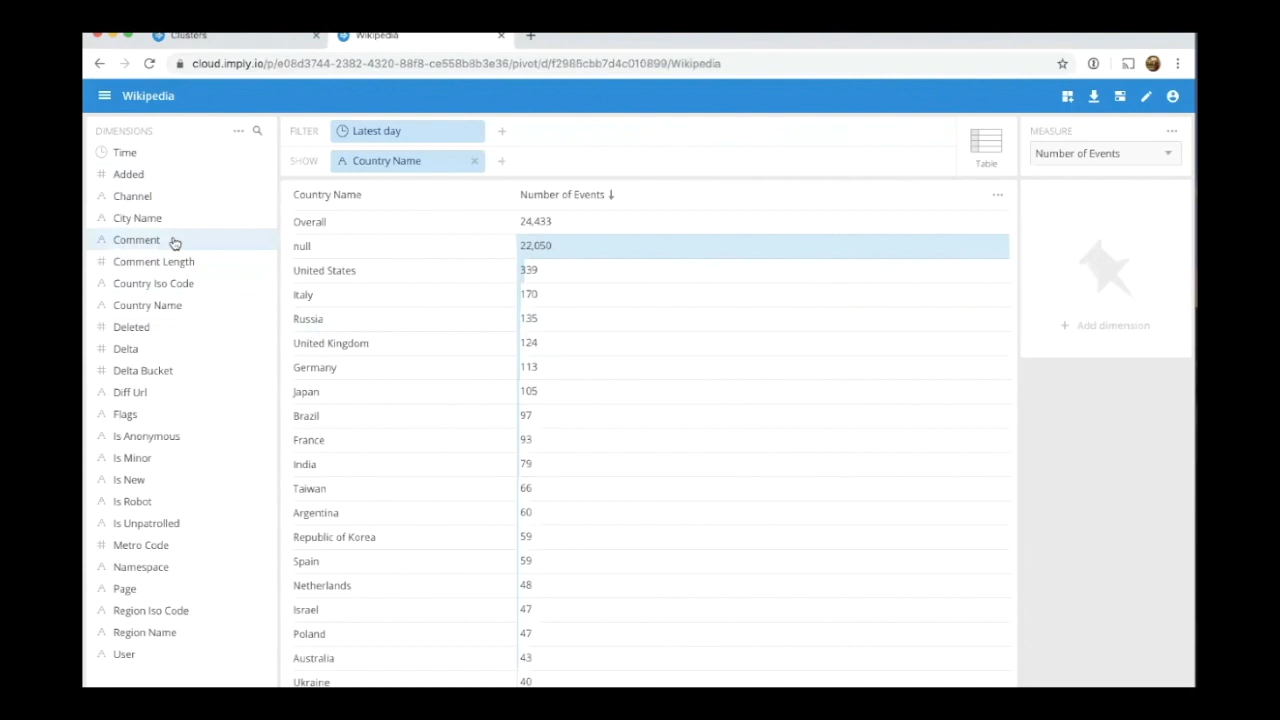 Clusters
Wikipedia
cloud.imply.io/p/e08d3744-2382-4320-88f8-ce558b8b3e36/pivot/d/f2985cbb7d4c010899/Wikipedia
Wikipedia
DIMENSIONS
Time
Added
Channel
City Name
Comment
Comment Length
Country Iso Code
Country Name
Deleted
Delta
Delta Bucket
Diff Url
Flags
Is Anonymous
Is Minor
Is New
Is Robot
Is Unpatrolled
Metro Code
Namespace
Page
Region Iso Code
Region Name
User
FILTER Latest day
SHOW Country Name
Table
MEASURE
Number of Events
Add dimension
Country Name Number of Events
Overall 24,433
null 22,050
United States 339
Italy 170
Russia 135
United Kingdom 124
Germany 113
Japan 105
Brazil 97
France 93
India 79
Taiwan 66
Argentina 60
Republic of Korea 59
Spain 59
Netherlands 48
Israel 47
Poland 47
Australia 43
Ukraine 40